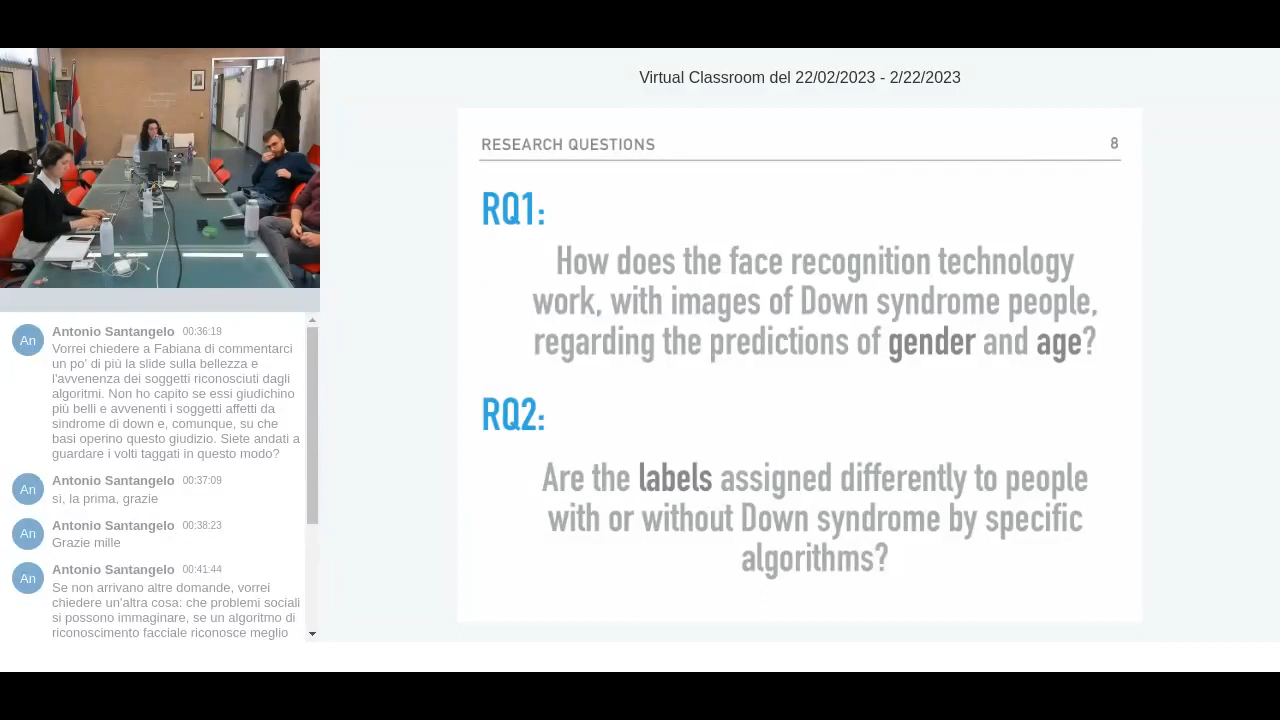 Virtual Classroom del 22/02/2023 - 2/22/2023
RESEARCH QUESTIONS 8
RQ1:
How does the face recognition technology
work, with images of Down syndrome people,
regarding the predictions of gender and age?
RQ2:
Are the labels assigned differently to people
with or without Down syndrome by specific
algorithms?
An
Antonio Santangelo 00:36:19
Vorrei chiedere a Fabiana di commentarci
un po' di più la slide sulla bellezza e
l'avvenenza dei soggetti riconosciuti dagli
algoritmi. Non ho capito se essi giudichino
più belli e avvenenti i soggetti affetti da
sindrome di down e, comunque, su che
basi operino questo giudizio. Siete andati a
guardare i volti taggati in questo modo?
An
Antonio Santangelo 00:37:09
sì, la prima, grazie
An
Antonio Santangelo 00:38:23
Grazie mille
An
Antonio Santangelo 00:41:44
Se non arrivano altre domande, vorrei
chiedere un'altra cosa: che problemi sociali
si possono immaginare, se un algoritmo di
riconoscimento facciale riconosce meglio